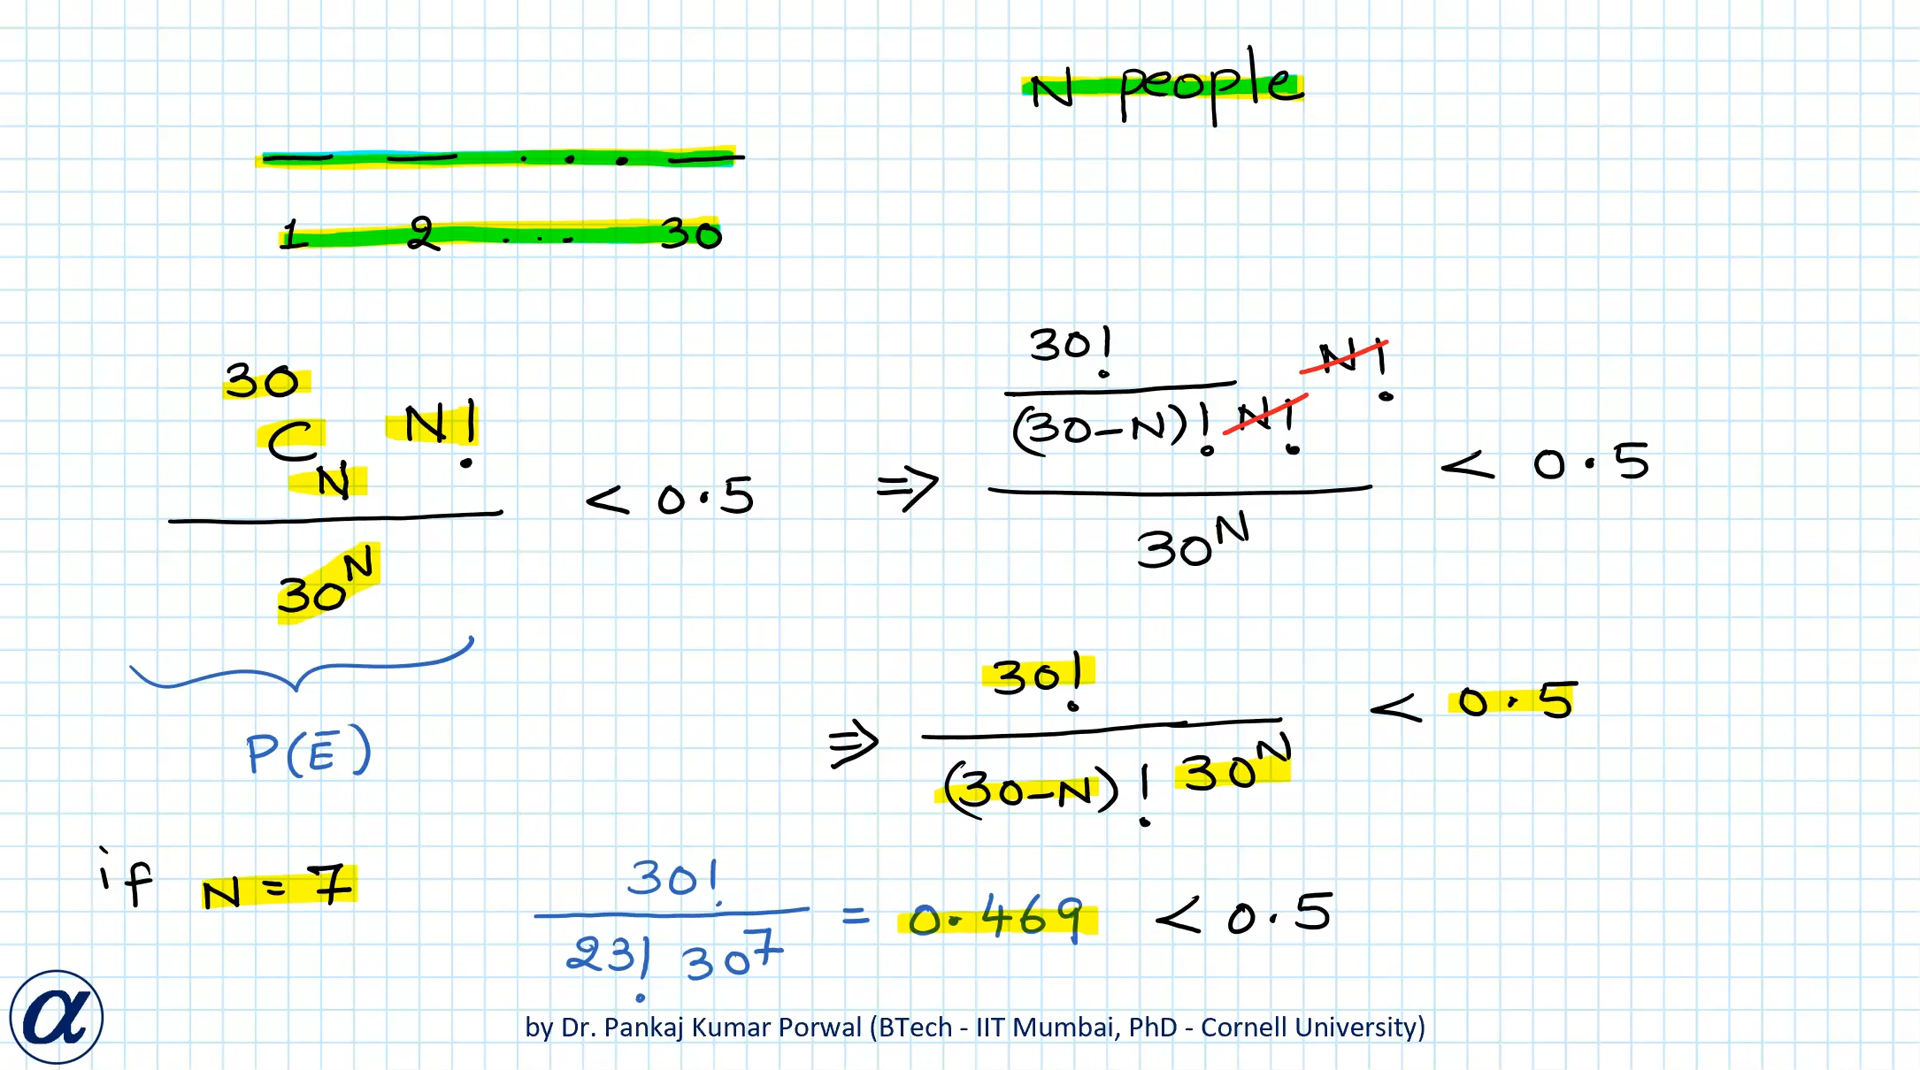 N people
— — . . . —
1 2 ... 30
30
C N N!
30^N
< 0.5
P(Ē)
⇒
30!
(30-N)! N! N!
30^N
< 0.5
⇒
30!
(30-N)! 30^N
< 0.5
if N = 7
30!
23! 30^7
= 0.469 < 0.5
α
by Dr. Pankaj Kumar Porwal (BTech - IIT Mumbai, PhD - Cornell University)